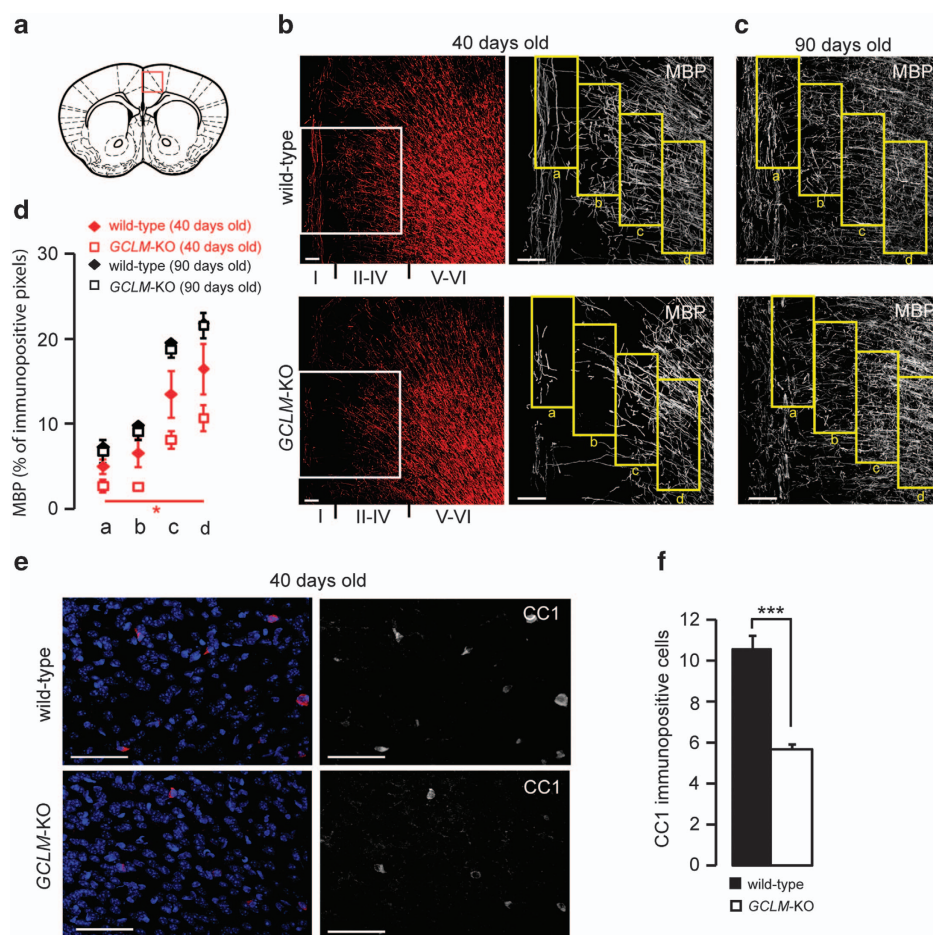 a
b
40 days old
c
90 days old
wild-type
MBP
a
b
c
d
MBP
a
b
c
d
I II-IV V-VI
GCLM-KO
MBP
a
b
c
d
MBP
a
b
c
d
I II-IV V-VI
d
wild-type (40 days old)
GCLM-KO (40 days old)
wild-type (90 days old)
GCLM-KO (90 days old)
MBP (% of immunopositive pixels)
30
20
10
0
*
a b c d
e
40 days old
wild-type
CC1
GCLM-KO
CC1
f
CC1 immunopositive cells
12
10
8
6
4
2
0
***
wild-type
GCLM-KO